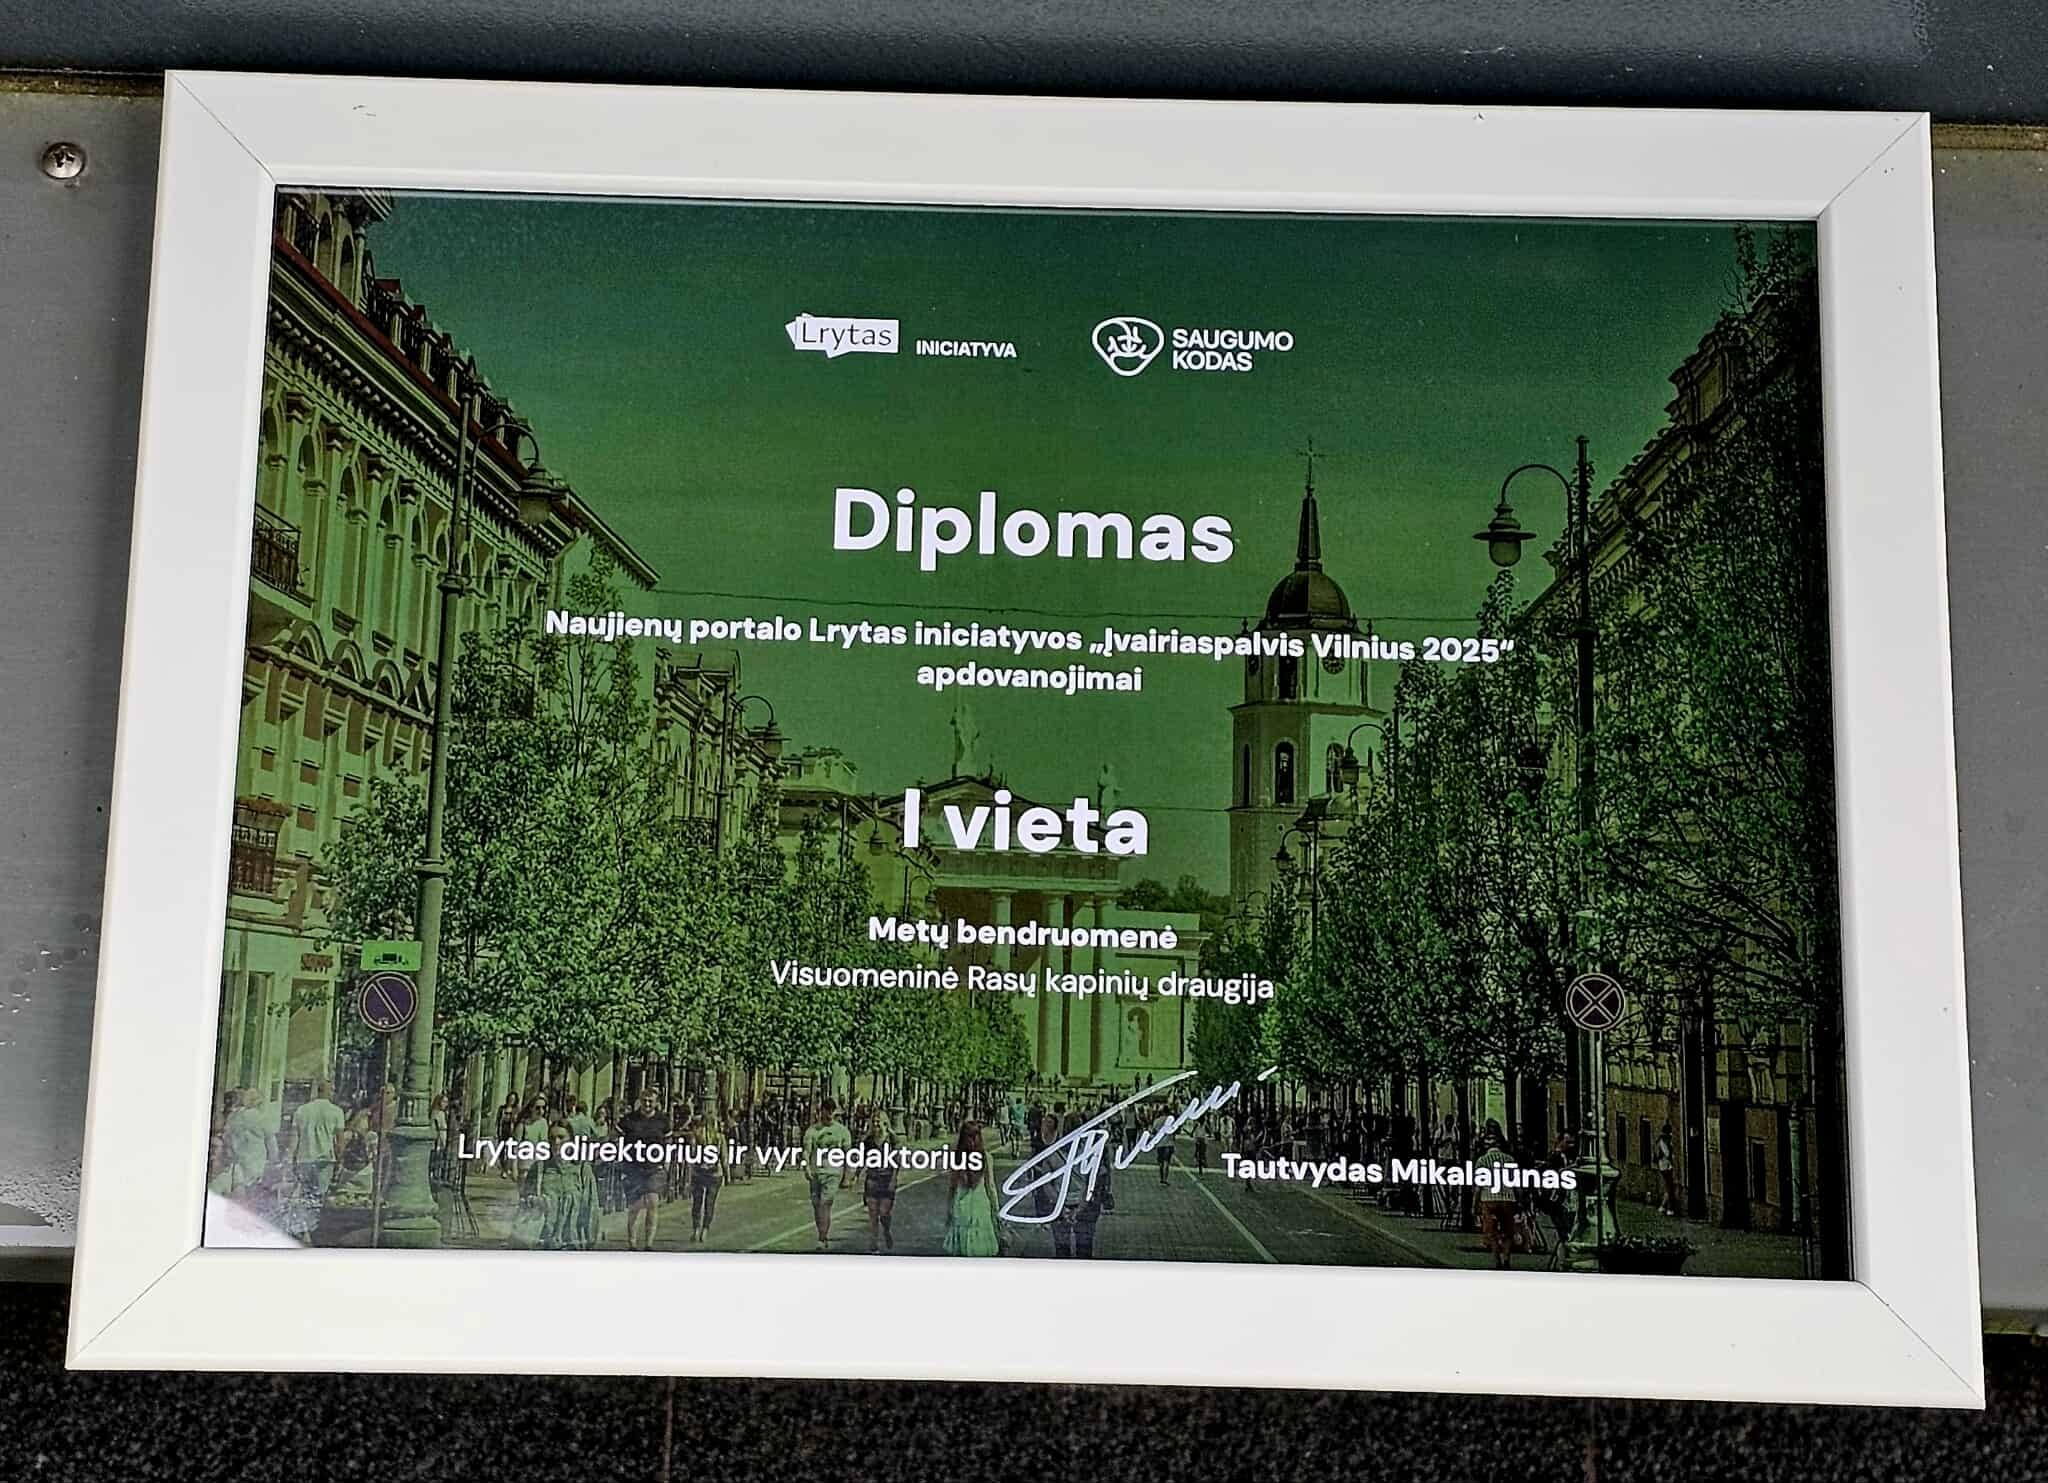 Lrytas INICIATYVA
SAUGUMO
KODAS
Diplomas
Naujienų portalo Lrytas iniciatyvos „Įvairiaspalvis Vilnius 2025“
apdovanojimai
I vieta
Metų bendruomenė
Visuomeninė Rasų kapinių draugija
Lrytas direktorius ir vyr. redaktorius
Tautvydas Mikalajūnas